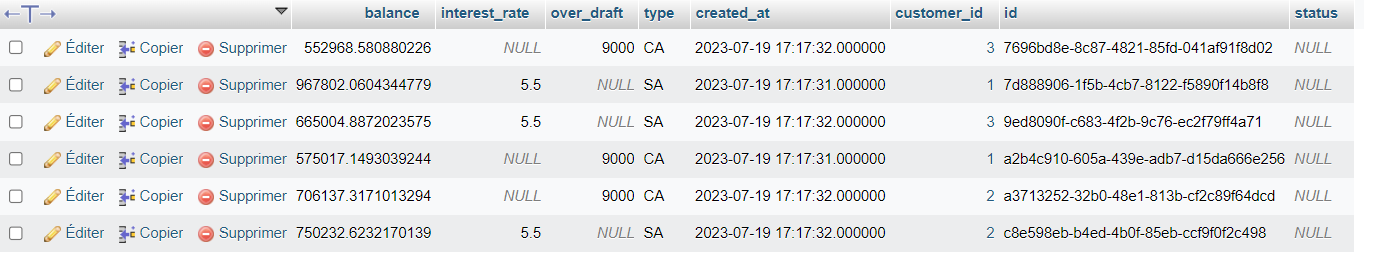 balance interest_rate over_draft type created_at customer_id id status
Éditer Copier Supprimer 552968.580880226 NULL 9000 CA 2023-07-19 17:17:32.000000 3 7696bd8e-8c87-4821-85fd-041af91f8d02 NULL
Éditer Copier Supprimer 967802.0604344779 5.5 NULL SA 2023-07-19 17:17:31.000000 1 7d888906-1f5b-4cb7-8122-f5890f14b8f8 NULL
Éditer Copier Supprimer 665004.8872023575 5.5 NULL SA 2023-07-19 17:17:32.000000 3 9ed8090f-c683-4f2b-9c76-ec2f79ff4a71 NULL
Éditer Copier Supprimer 575017.1493039244 NULL 9000 CA 2023-07-19 17:17:31.000000 1 a2b4c910-605a-439e-adb7-d15da666e256 NULL
Éditer Copier Supprimer 706137.3171013294 NULL 9000 CA 2023-07-19 17:17:32.000000 2 a3713252-32b0-48e1-813b-cf2c89f64dcd NULL
Éditer Copier Supprimer 750232.6232170139 5.5 NULL SA 2023-07-19 17:17:32.000000 2 c8e598eb-b4ed-4b0f-85eb-ccf9f0f2c498 NULL